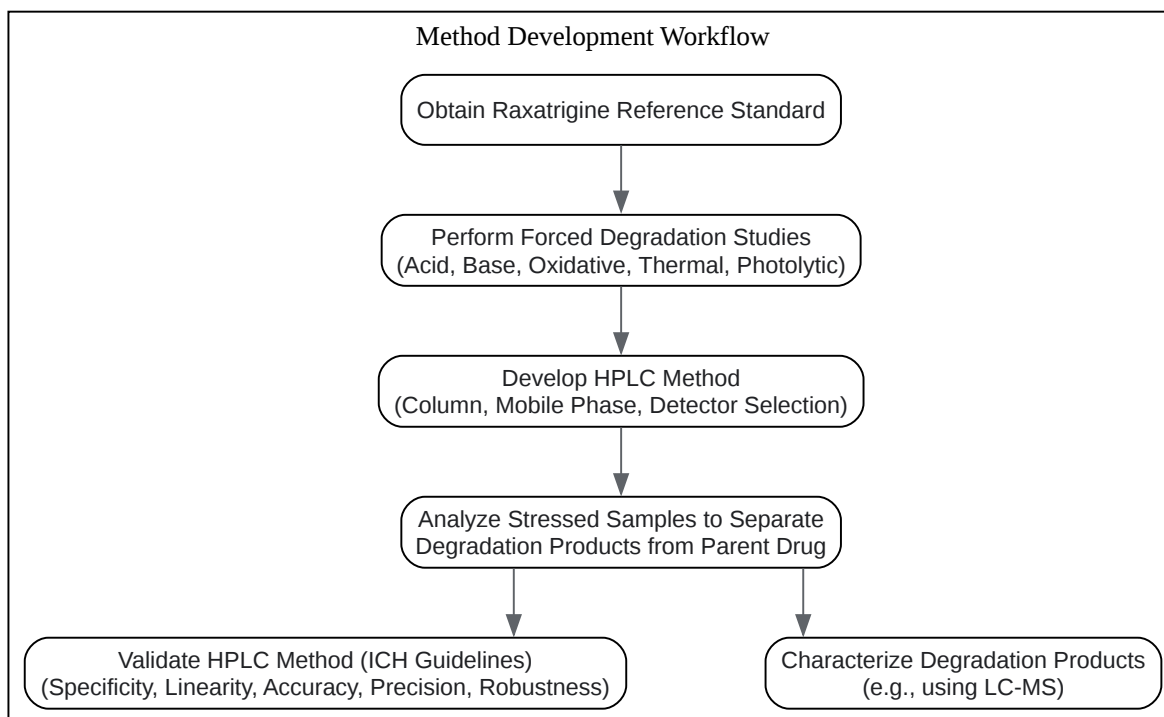 Method Development Workflow
Obtain Raxatrigine Reference Standard
Perform Forced Degradation Studies
(Acid, Base, Oxidative, Thermal, Photolytic)
Develop HPLC Method
(Column, Mobile Phase, Detector Selection)
Analyze Stressed Samples to Separate
Degradation Products from Parent Drug
Validate HPLC Method (ICH Guidelines)
(Specificity, Linearity, Accuracy, Precision, Robustness)
Characterize Degradation Products
(e.g., using LC-MS)